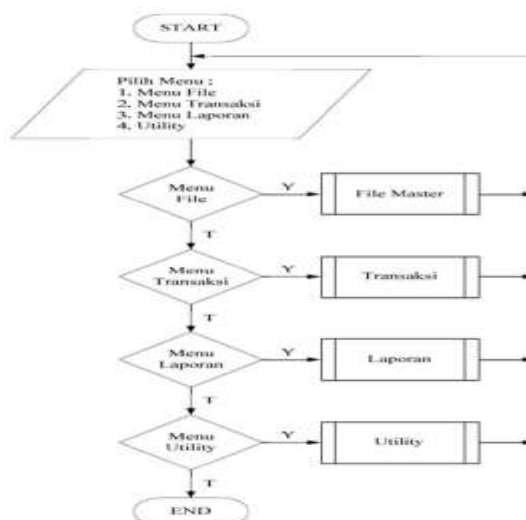 START
Pilih Menu :
1. Menu File
2. Menu Transaksi
3. Menu Laporan
4. Utility
Menu
File
Y
File Master
T
Menu
Transaksi
Y
Transaksi
T
Menu
Laporan
Y
Laporan
T
Menu
Utility
Y
Utility
T
END